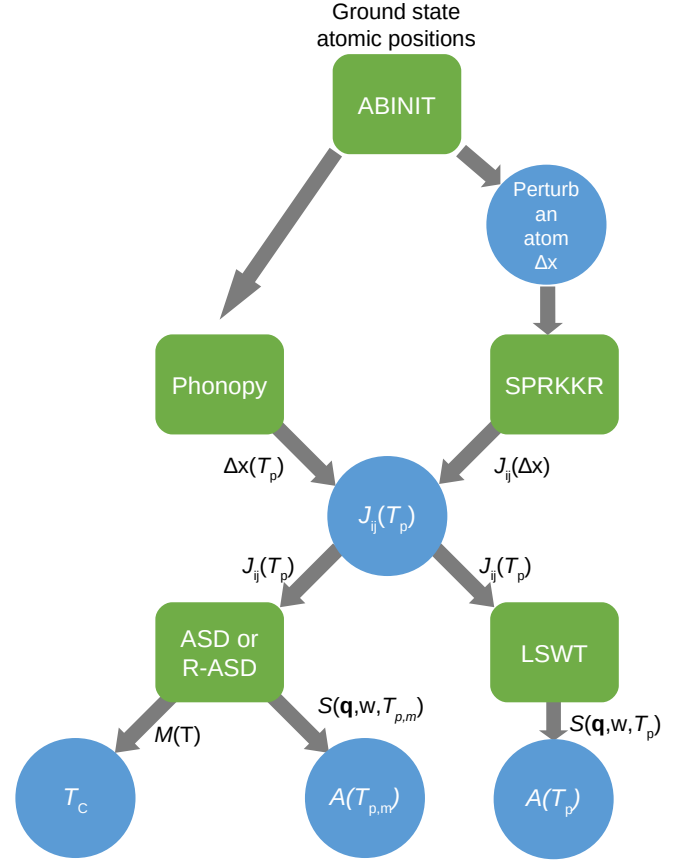 Ground state
atomic positions
ABINIT
Perturb
an
atom
Δx
Phonopy
SPRKKR
Δx(Tp)
Jij(Δx)
Jij(Tp)
Jij(Tp)
Jij(Tp)
ASD or
R-ASD
LSWT
M(T)
S(q,w,Tp,m)
S(q,w,Tp)
TC
A(Tp,m)
A(Tp)